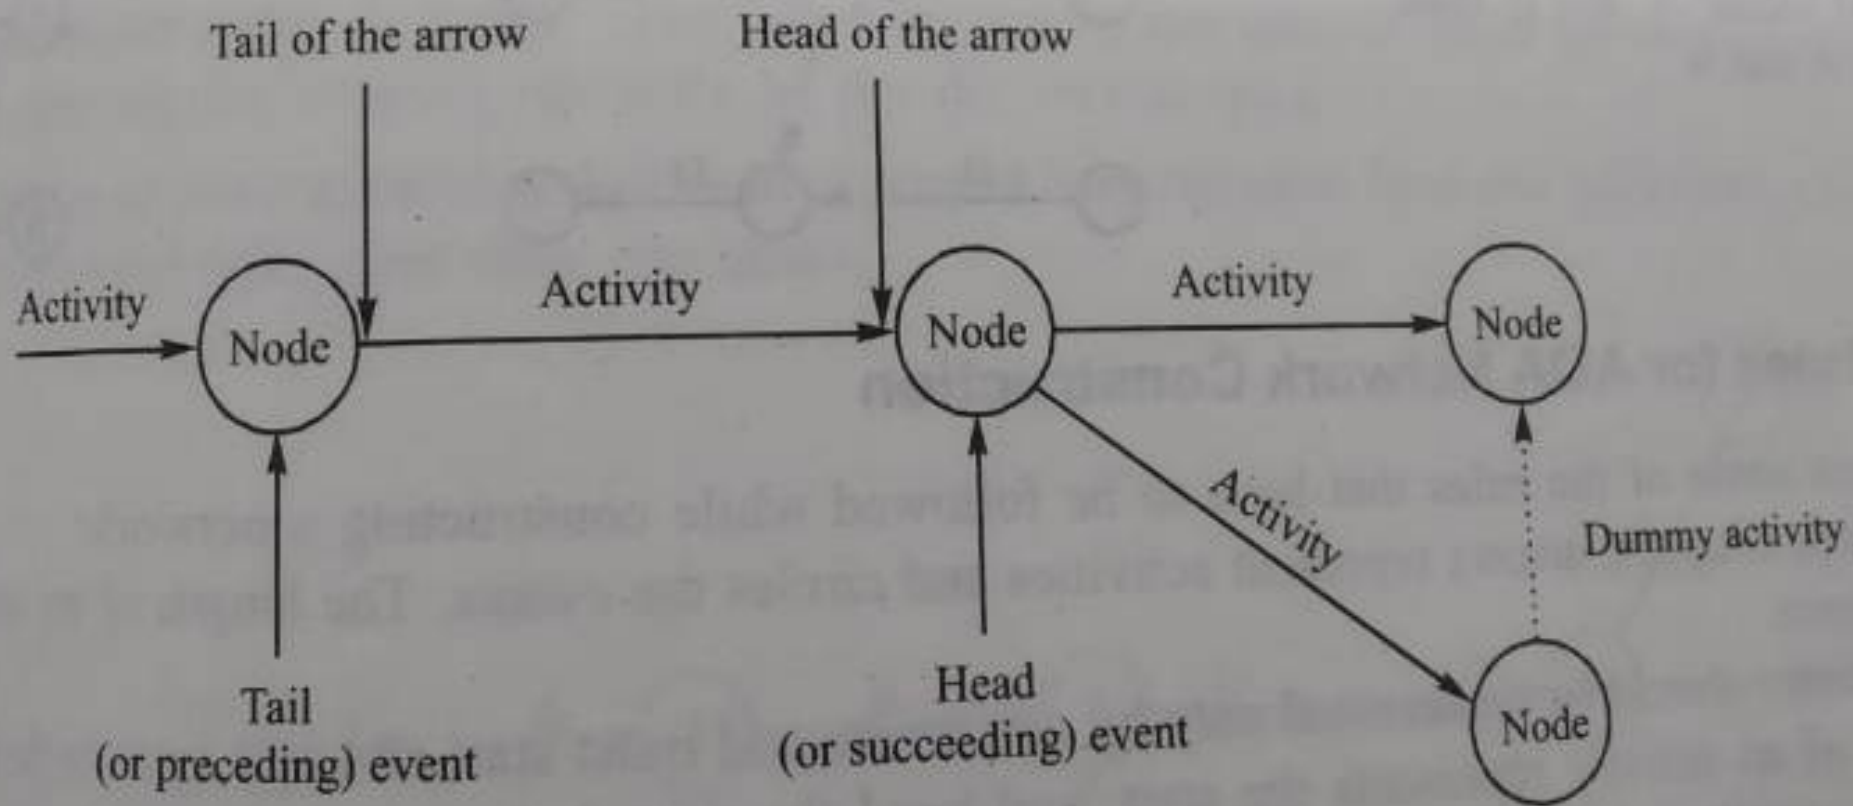 Tail of the arrow
Head of the arrow
Activity
Node
Activity
Node
Activity
Node
Activity
Dummy activity
Node
Tail
(or preceding) event
Head
(or succeeding) event